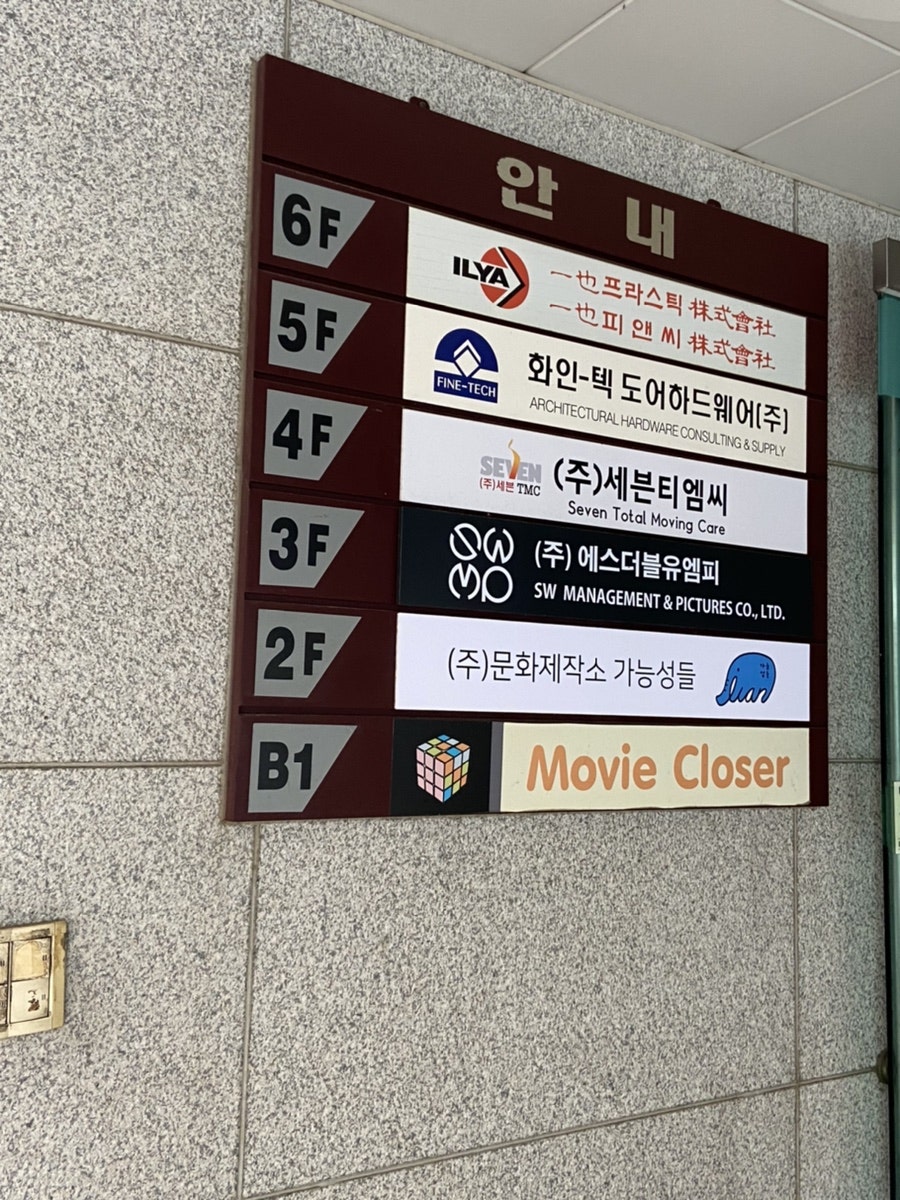 안 내
6F
ILYA
一也프라스틱 株式會社
一也피 앤 씨 株式會社
5F
FINE-TECH
화인-텍 도어하드웨어(주)
ARCHITECTURAL HARDWARE CONSULTING & SUPPLY
4F
SEVEN
(주)세븐 TMC
(주)세븐티엠씨
Seven Total Moving Care
3F
SW
MP
(주) 에스더블유엠피
SW MANAGEMENT & PICTURES CO., LTD.
2F
(주)문화제작소 가능성들
B1
Movie Closer